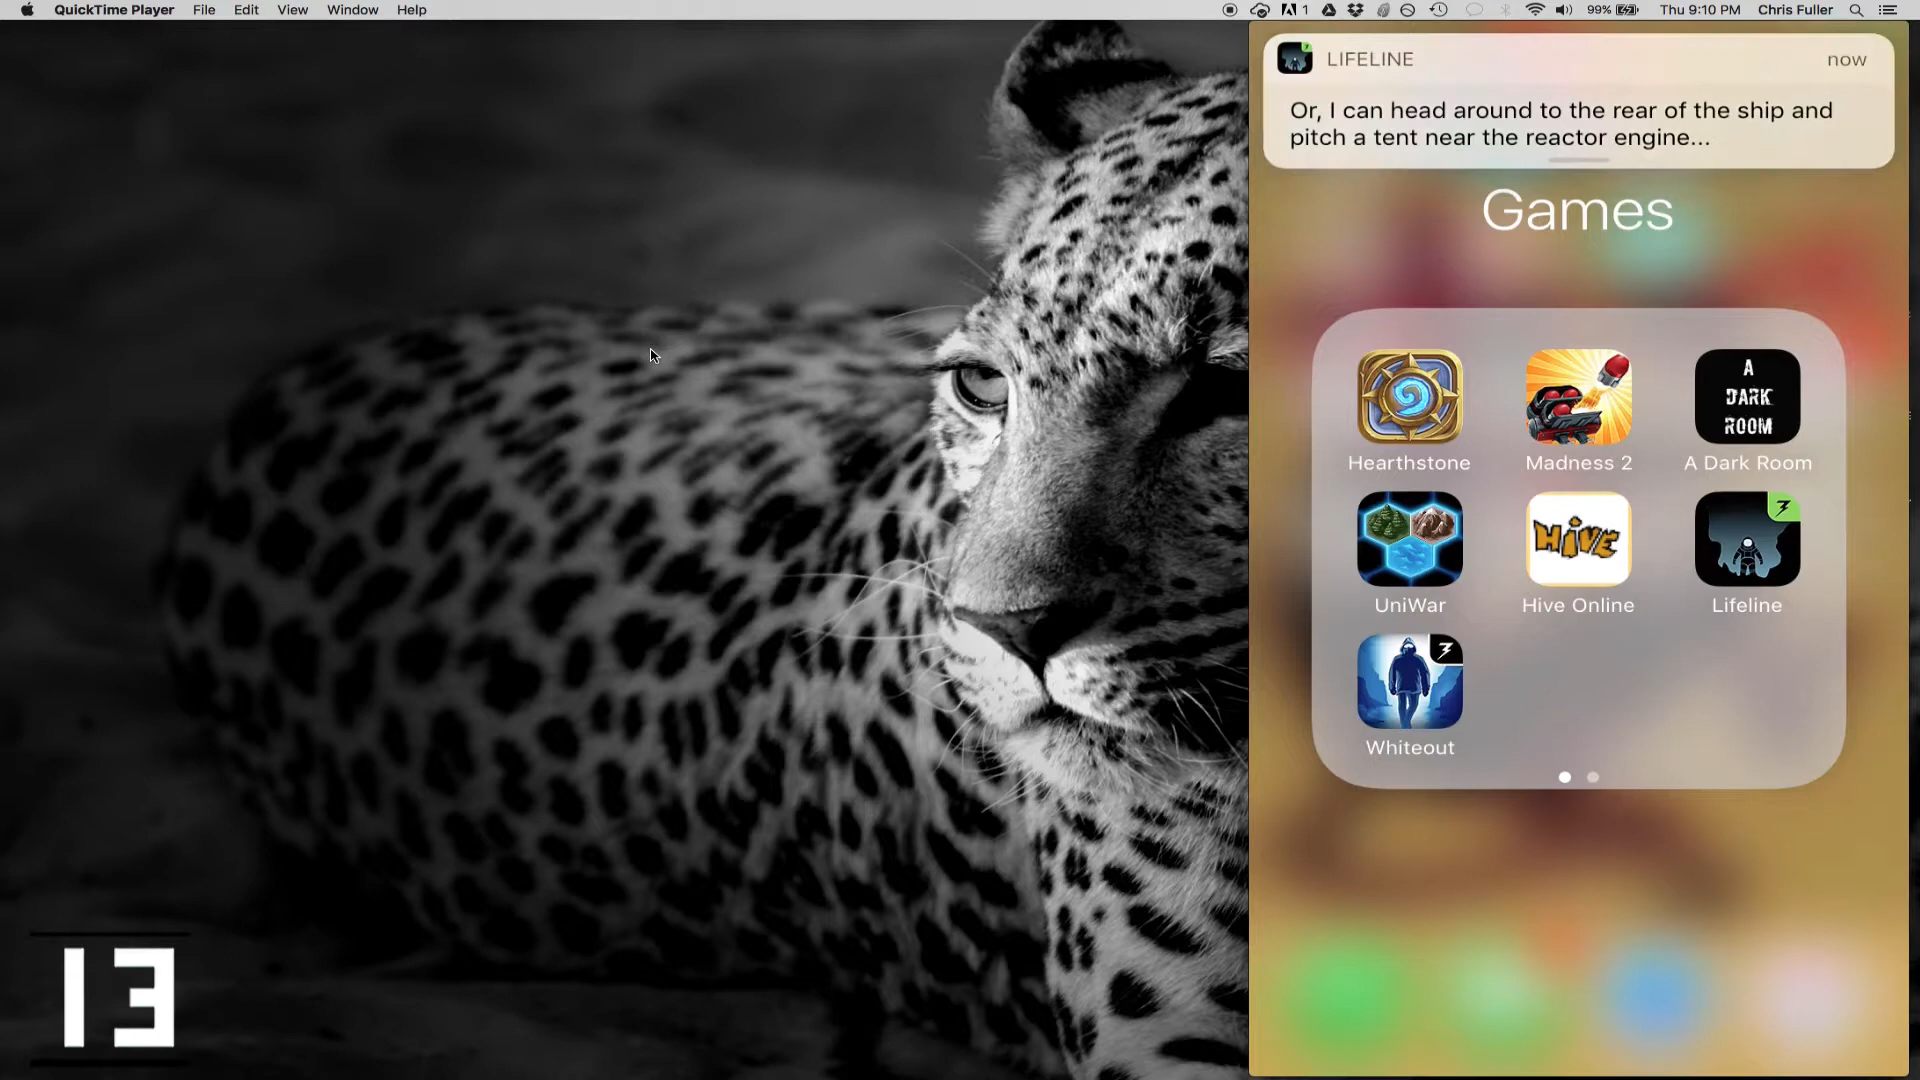 QuickTime Player File Edit View Window Help 1 99% Thu 9:10 PM Chris Fuller
LIFELINE now
Or, I can head around to the rear of the ship and
pitch a tent near the reactor engine...
Games
A
DARK
ROOM
Hearthstone Madness 2 A Dark Room
HIVE
UniWar Hive Online Lifeline
Whiteout
13